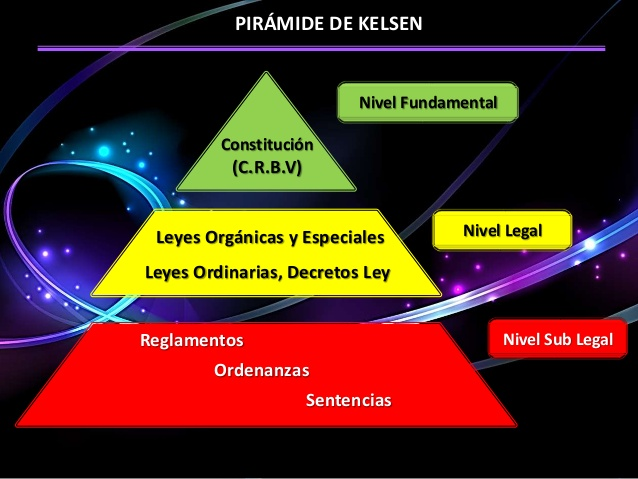 PIRÁMIDE DE KELSEN
Nivel Fundamental
Constitución
(C.R.B.V)
Nivel Legal
Leyes Orgánicas y Especiales
Leyes Ordinarias, Decretos Ley
Nivel Sub Legal
Reglamentos
Ordenanzas
Sentencias